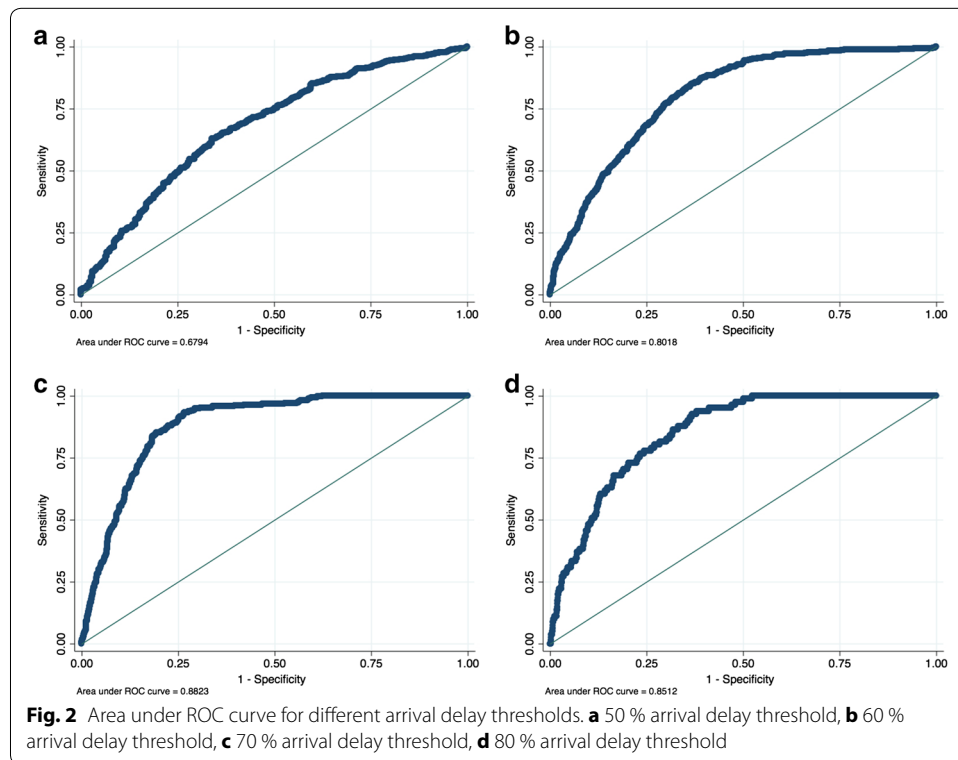 a
1.00
0.75
0.50
0.25
0.00
Sensitivity
0.00 0.25 0.50 0.75 1.00
1 - Specificity
Area under ROC curve = 0.6794
b
1.00
0.75
0.50
0.25
0.00
Sensitivity
0.00 0.25 0.50 0.75 1.00
1 - Specificity
Area under ROC curve = 0.8018
c
1.00
0.75
0.50
0.25
0.00
Sensitivity
0.00 0.25 0.50 0.75 1.00
1 - Specificity
Area under ROC curve = 0.8823
d
1.00
0.75
0.50
0.25
0.00
Sensitivity
0.00 0.25 0.50 0.75 1.00
1 - Specificity
Area under ROC curve = 0.8512
Fig. 2 Area under ROC curve for different arrival delay thresholds. a 50 % arrival delay threshold, b 60 %
arrival delay threshold, c 70 % arrival delay threshold, d 80 % arrival delay threshold